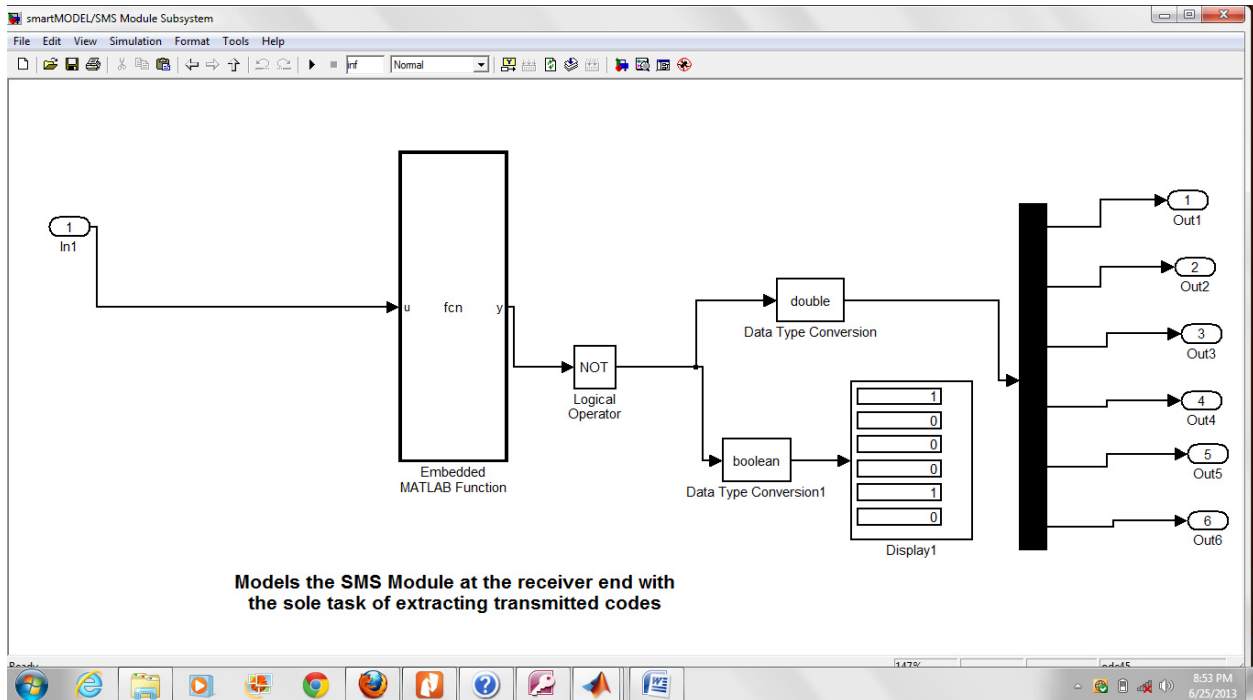 smartMODEL/SMS Module Subsystem
File Edit View Simulation Format Tools Help
inf Normal
1
In1
u fcn y
Embedded
MATLAB Function
NOT
Logical
Operator
double
Data Type Conversion
boolean
Data Type Conversion1
1
0
0
0
1
0
Display1
1
Out1
2
Out2
3
Out3
4
Out4
5
Out5
6
Out6
Models the SMS Module at the receiver end with
the sole task of extracting transmitted codes
Ready 147% ode45
8:53 PM
6/25/2013